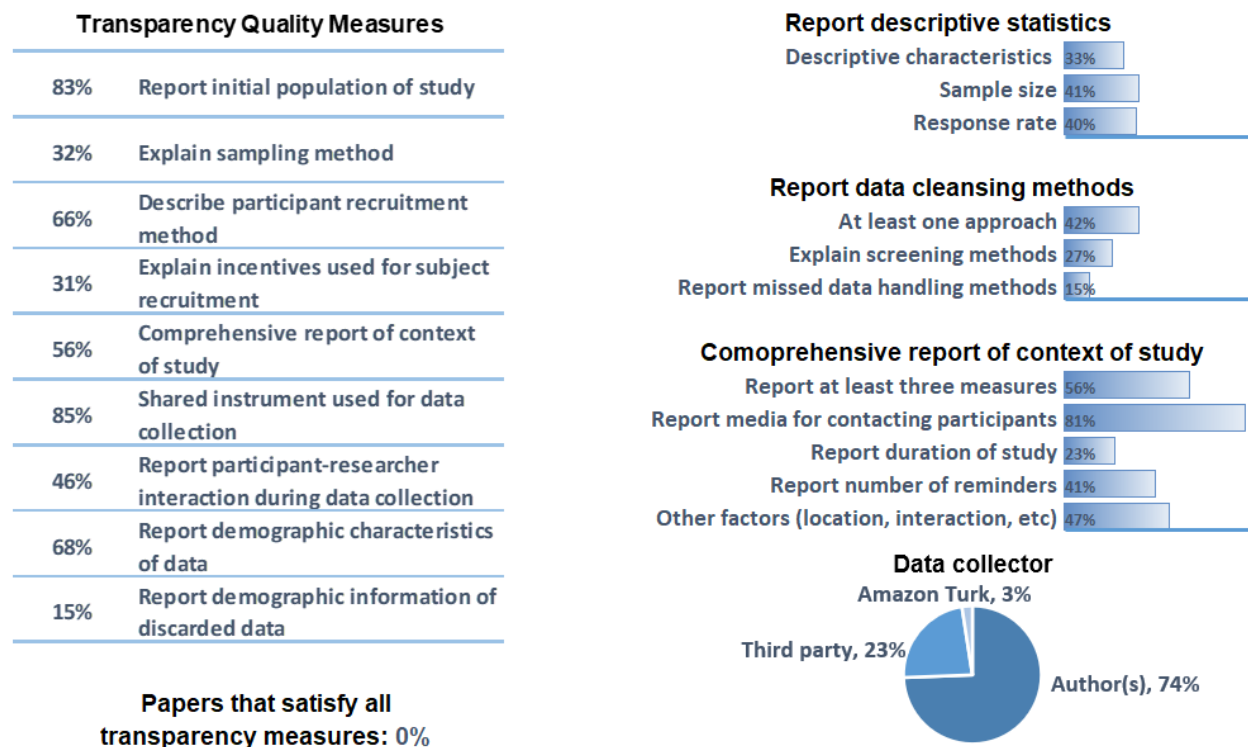 Transparency Quality Measures
83% Report initial population of study
32% Explain sampling method
66% Describe participant recruitment
method
31% Explain incentives used for subject
recruitment
56% Comprehensive report of context
of study
85% Shared instrument used for data
collection
46% Report participant-researcher
interaction during data collection
68% Report demographic characteristics
of data
15% Report demographic information of
discarded data
Papers that satisfy all
transparency measures: 0%
Report descriptive statistics
Descriptive characteristics 33%
Sample size 41%
Response rate 40%
Report data cleansing methods
At least one approach 42%
Explain screening methods 27%
Report missed data handling methods 15%
Comoprehensive report of context of study
Report at least three measures 56%
Report media for contacting participants 81%
Report duration of study 23%
Report number of reminders 41%
Other factors (location, interaction, etc) 47%
Data collector
Amazon Turk, 3%
Third party, 23%
Author(s), 74%